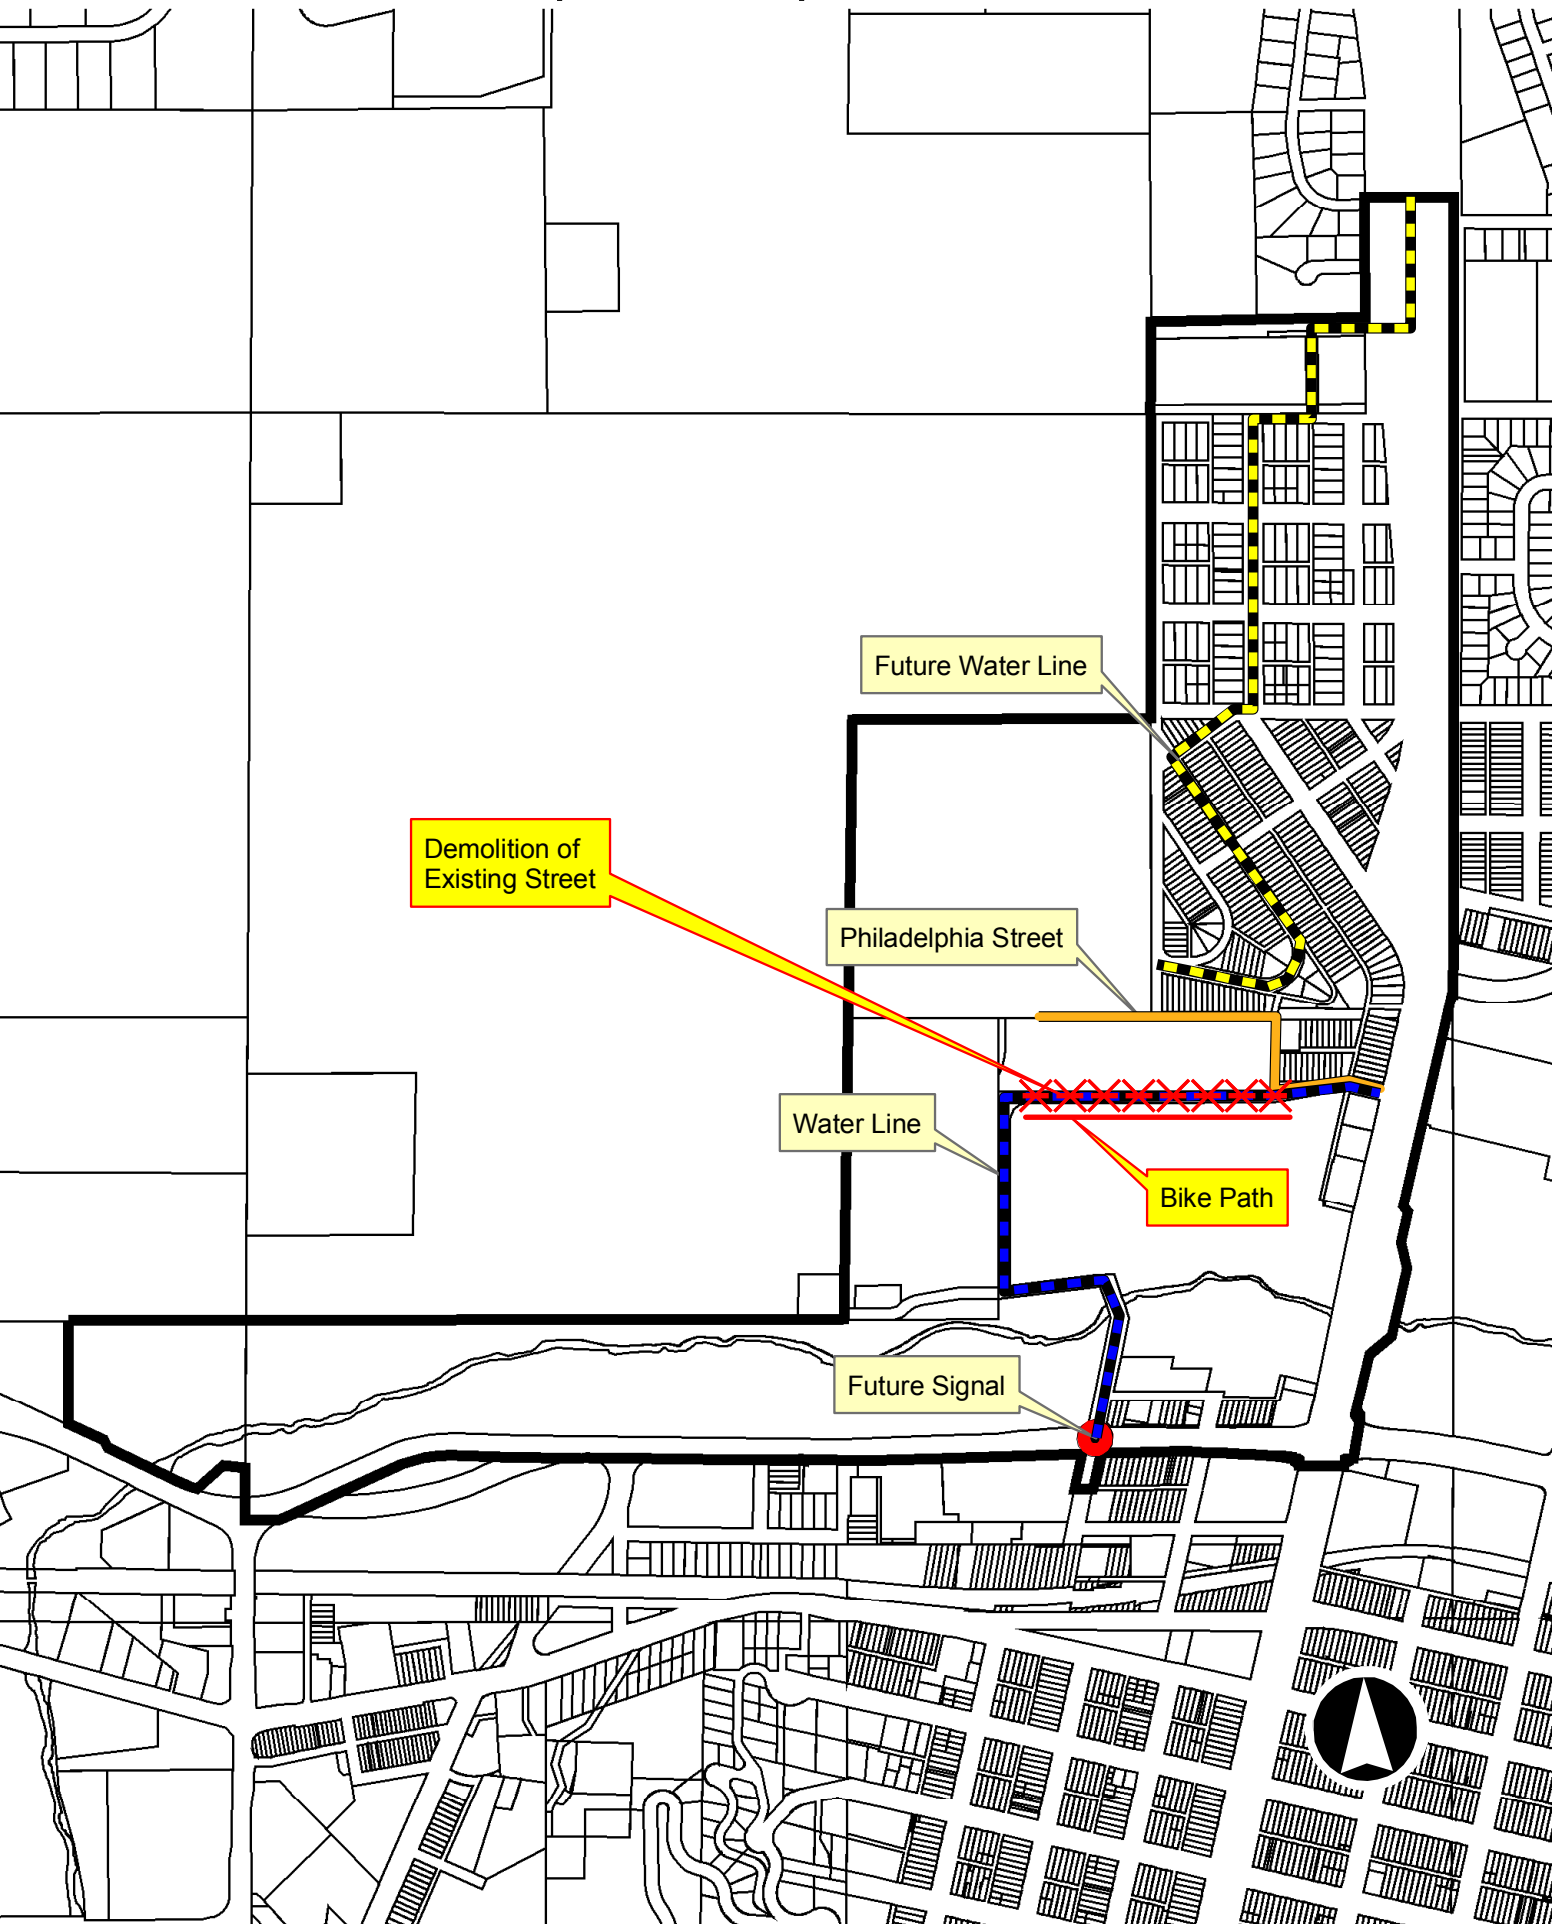 Future Water Line
Demolition of
Existing Street
Philadelphia Street
Water Line
Bike Path
Future Signal